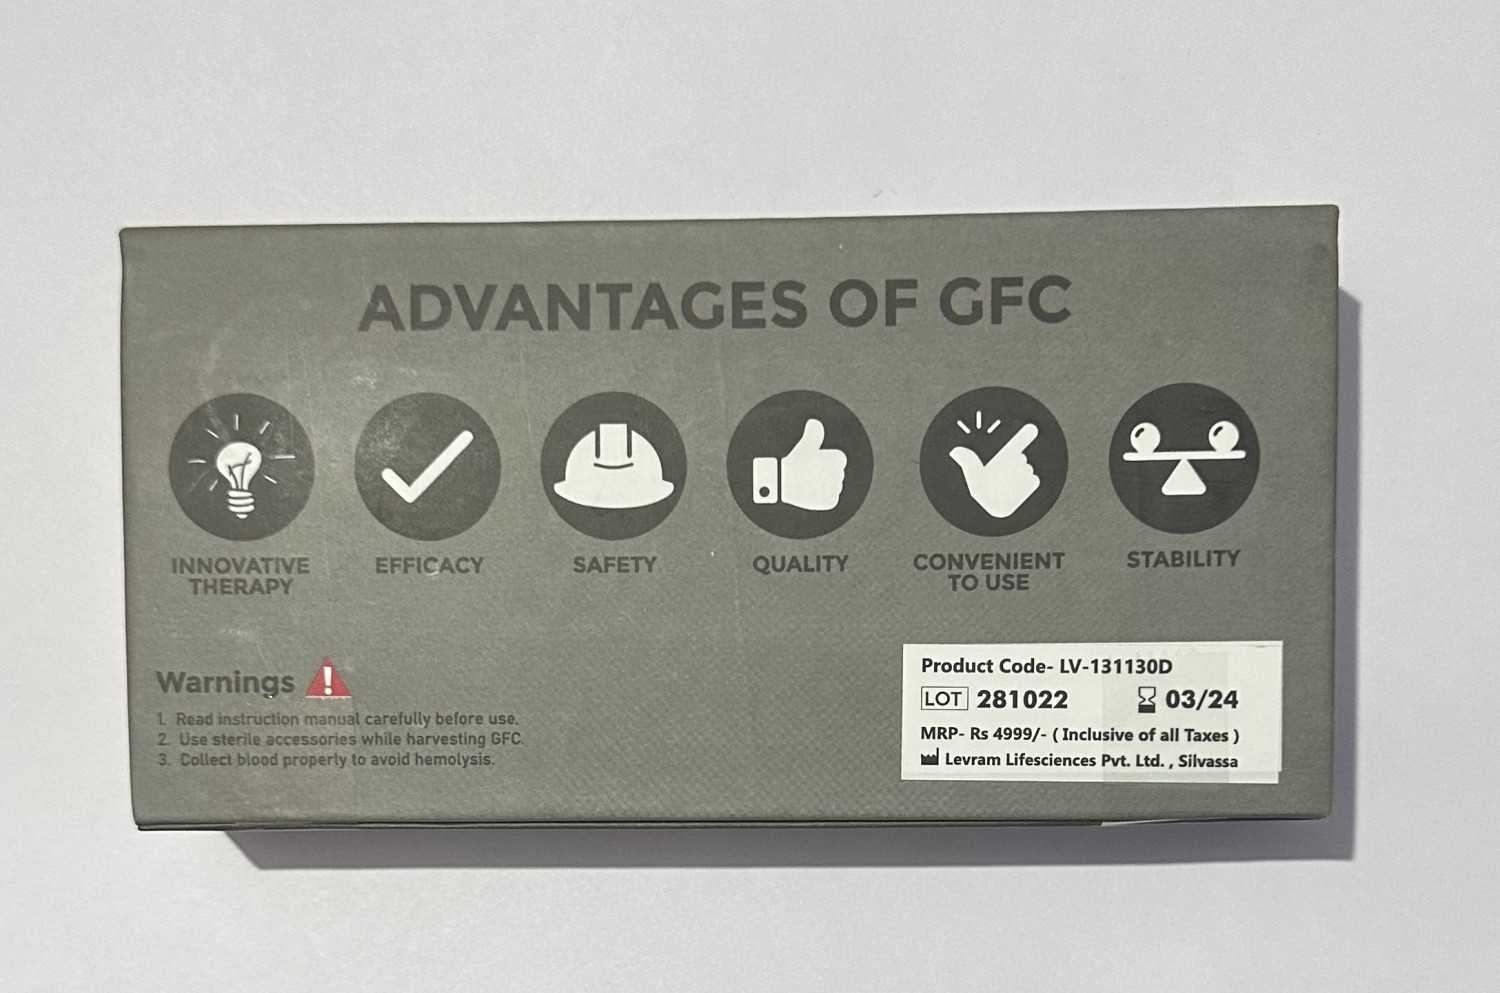 ADVANTAGES OF GFC
INNOVATIVE
THERAPY
EFFICACY
SAFETY
QUALITY
CONVENIENT
TO USE
STABILITY
Warnings
1. Read instruction manual carefully before use.
2. Use sterile accessories while harvesting GFC.
3. Collect blood properly to avoid hemolysis.
Product Code- LV-131130D
LOT 281022 03/24
MRP- Rs 4999/- ( Inclusive of all Taxes )
Levram Lifesciences Pvt. Ltd. , Silvassa